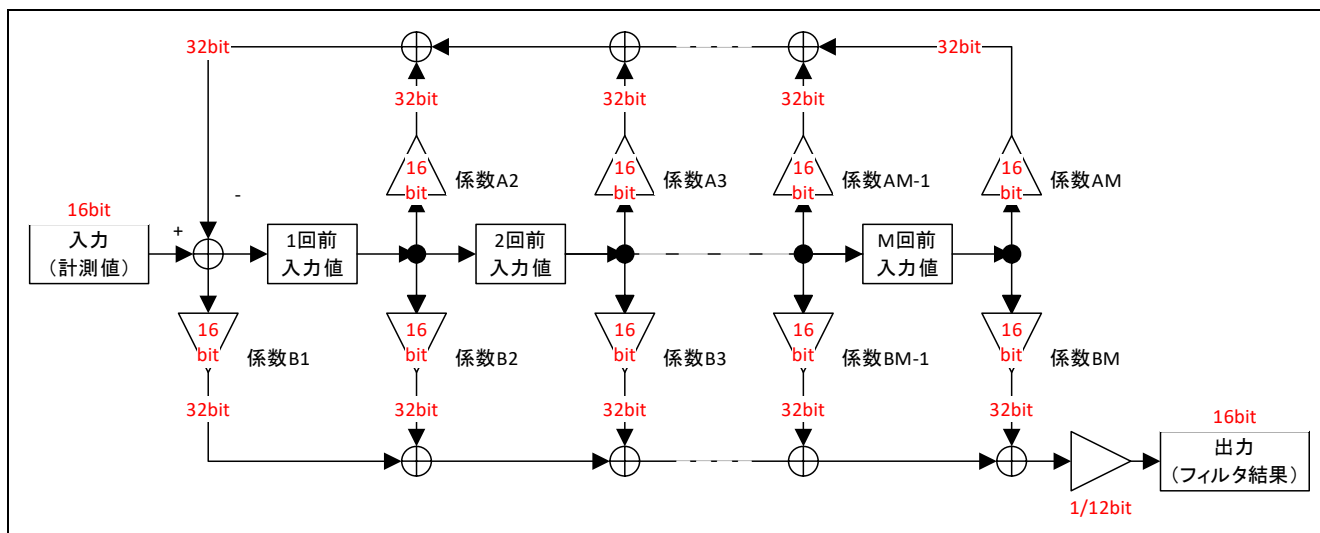 32bit
32bit
32bit
32bit
32bit
16
bit
係数A2
16
bit
係数A3
16
bit
係数AM-1
16
bit
係数AM
-
16bit
+
入力
（計測値）
1回前
入力値
2回前
入力値
M回前
入力値
16
bit
係数B1
16
bit
係数B2
16
bit
係数B3
16
bit
係数BM-1
16
bit
係数BM
32bit
32bit
32bit
32bit
32bit
16bit
出力
（フィルタ結果）
1/12bit